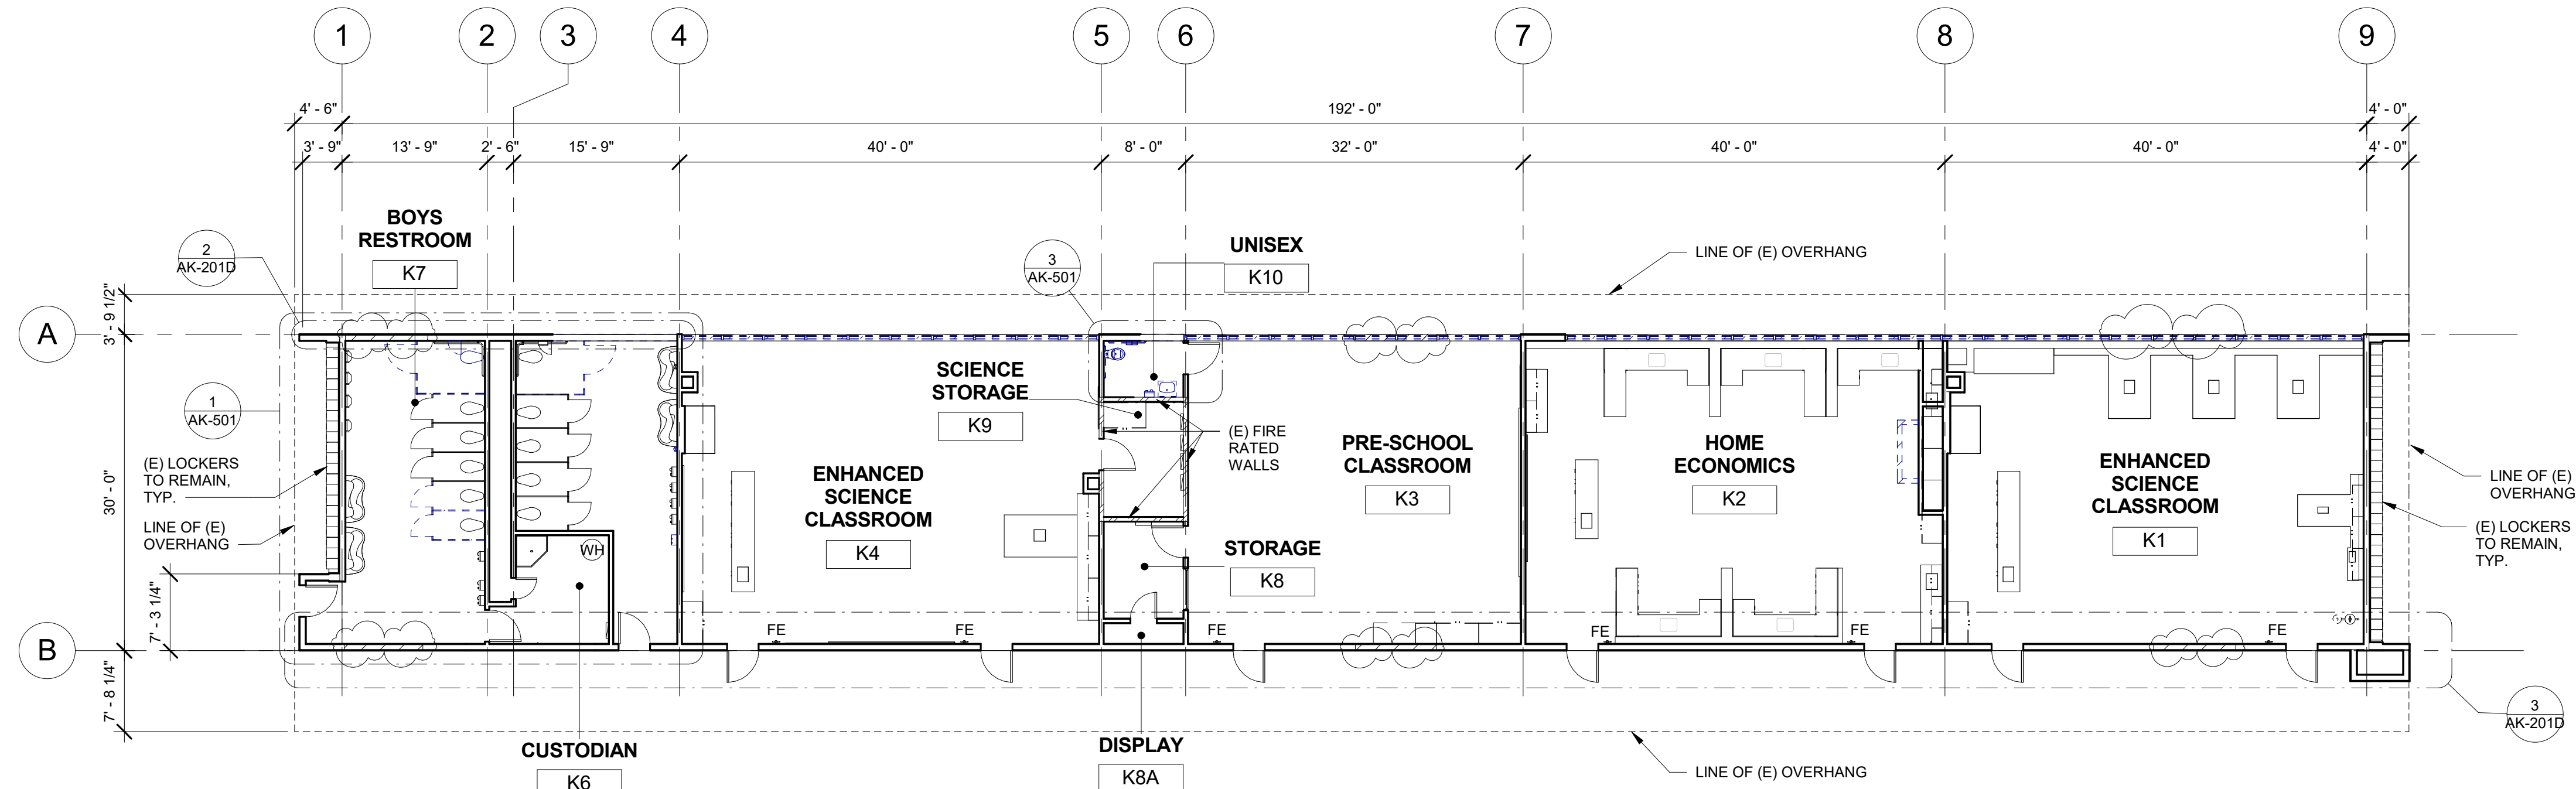 1 2 3 4 5 6 7 8 9
4' - 6" 192' - 0" 4' - 0"
3' - 9" 13' - 9" 2' - 6" 15' - 9" 40' - 0" 8' - 0" 32' - 0" 40' - 0" 40' - 0" 4' - 0"
BOYS
RESTROOM
K7
2
AK-201D
3
AK-501
UNISEX
K10
LINE OF (E) OVERHANG
3' - 9 1/2"
A
1
AK-501
SCIENCE
STORAGE
K9
(E) FIRE
RATED
WALLS
PRE-SCHOOL
CLASSROOM
K3
HOME
ECONOMICS
K2
ENHANCED
SCIENCE
CLASSROOM
K1
ENHANCED
SCIENCE
CLASSROOM
K4
(E) LOCKERS
TO REMAIN,
TYP.
LINE OF (E)
OVERHANG
LINE OF (E)
OVERHANG
(E) LOCKERS
TO REMAIN,
TYP.
30' - 0"
WH
STORAGE
K8
7' - 3 1/4"
FE FE FE FE FE FE
B
7' - 8 1/4"
3
AK-201D
CUSTODIAN
K6
DISPLAY
K8A
LINE OF (E) OVERHANG